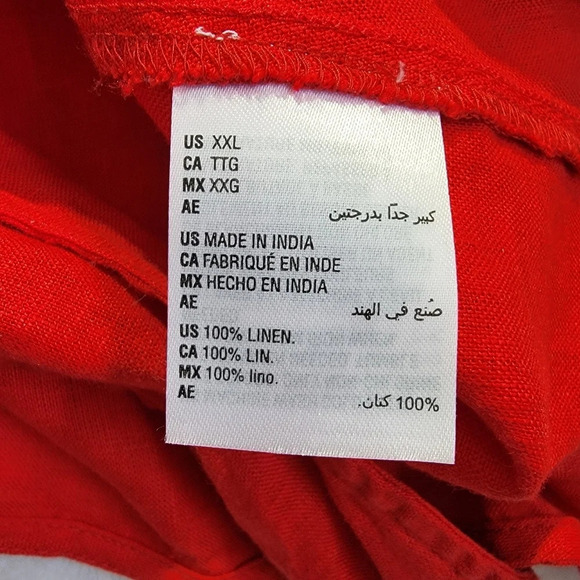 US XXL
CA TTG
MX XXG
AE كبير جدًا بدرجتين
US MADE IN INDIA
CA FABRIQUÉ EN INDE
MX HECHO EN INDIA
AE صُنع في الهند
US 100% LINEN.
CA 100% LIN.
MX 100% lino.
AE 100% كتان.